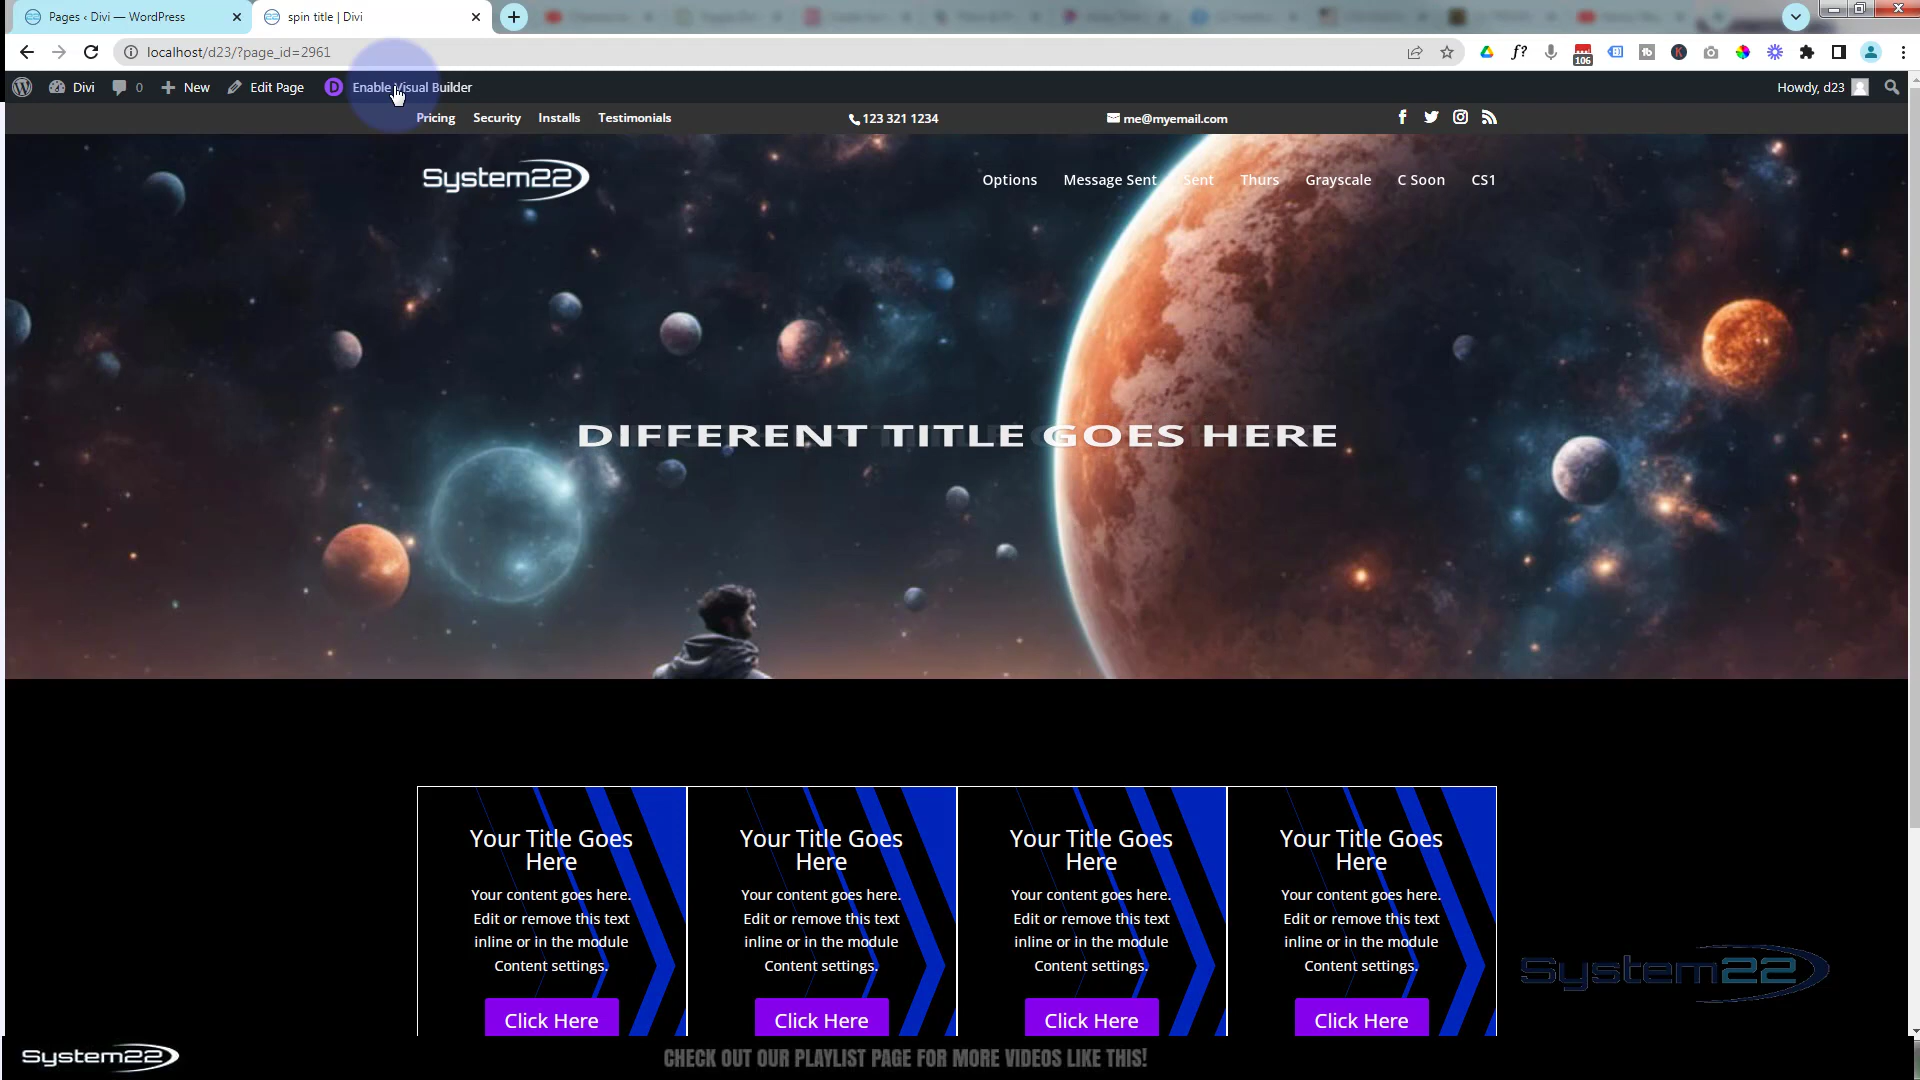 Pages ‹ Divi — WordPress
spin title | Divi
localhost/d23/?page_id=2961
106
Divi
0
New
Edit Page
Enable Visual Builder
Howdy, d23
Pricing
Security
Installs
Testimonials
123 321 1234
me@myemail.com
System22
Options
Message Sent
Sent
Thurs
Grayscale
C Soon
CS1
DIFFERENT TITLE GOES HERE
Your Title Goes
Here
Your content goes here.
Edit or remove this text
inline or in the module
Content settings.
Click Here
Your Title Goes
Here
Your content goes here.
Edit or remove this text
inline or in the module
Content settings.
Click Here
Your Title Goes
Here
Your content goes here.
Edit or remove this text
inline or in the module
Content settings.
Click Here
Your Title Goes
Here
Your content goes here.
Edit or remove this text
inline or in the module
Content settings.
Click Here
System22
System22
CHECK OUT OUR PLAYLIST PAGE FOR MORE VIDEOS LIKE THIS!